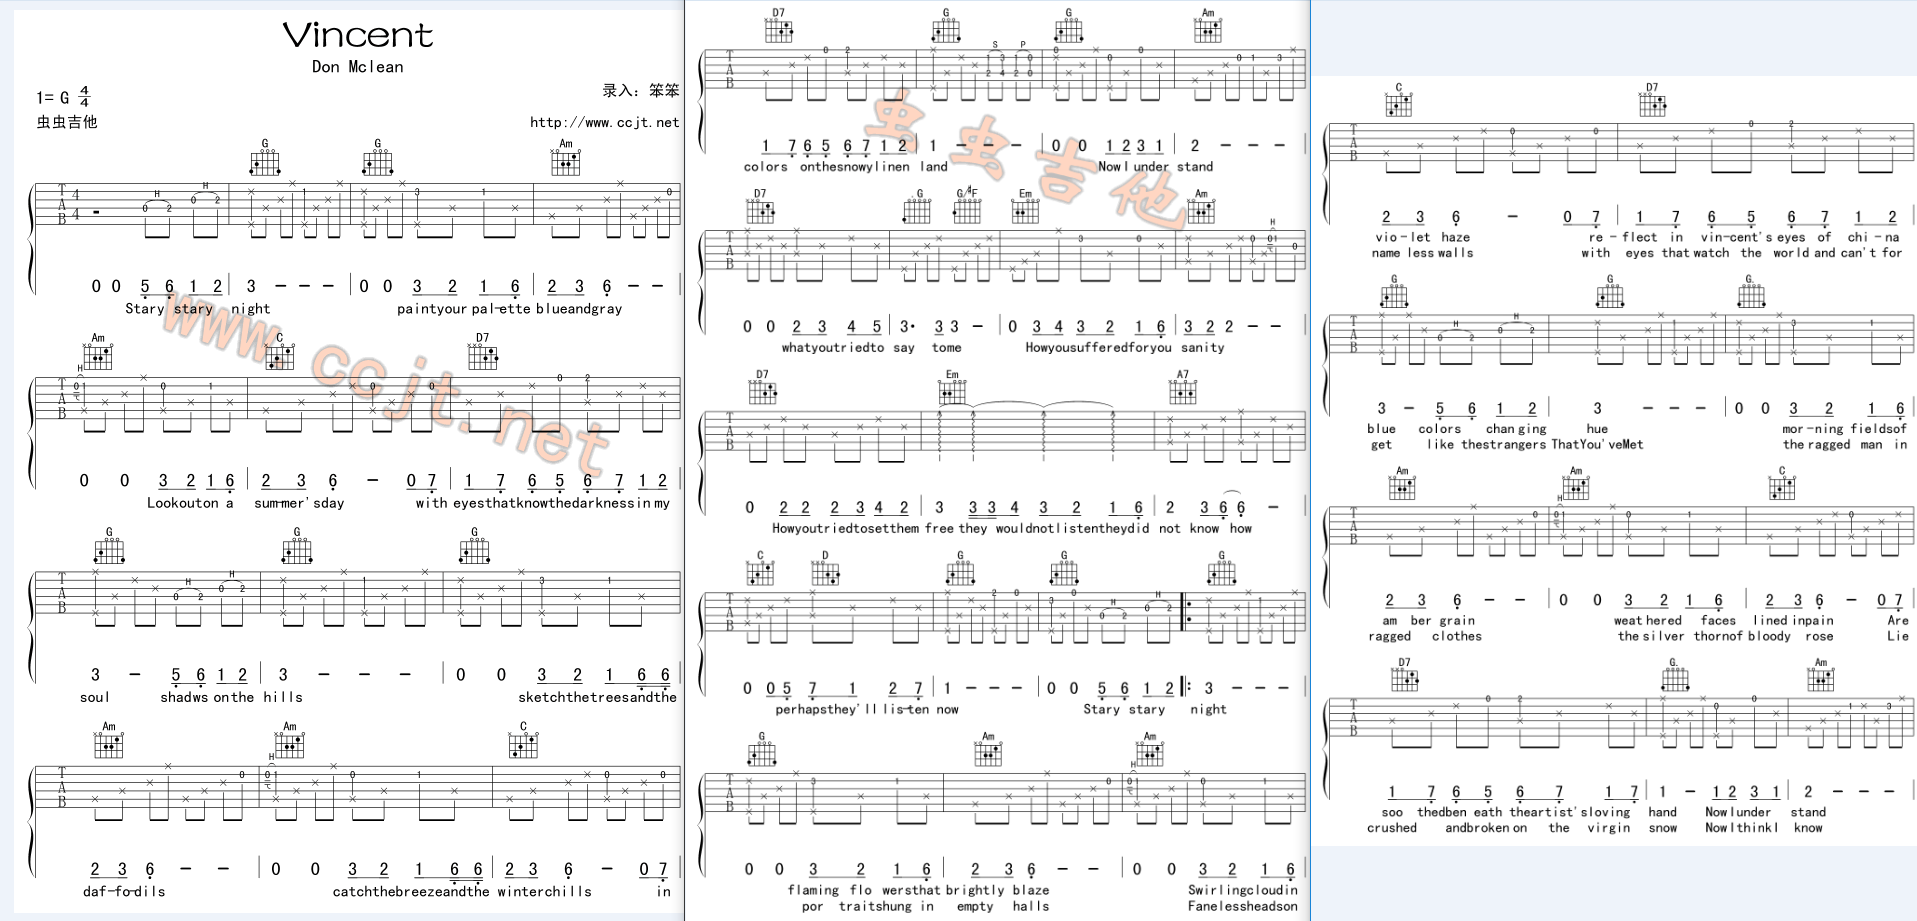 Vincent
Don Mclean
1= G 4/4
录入: 笨笨
虫虫吉他
http://www.ccjt.net
G G Am
0 0 5 6 1 2 | 3 - - - | 0 0 3 2 1 6 | 2 3 6 - - |
Stary stary night paintyour pal-ette blueandgray
Am C D7
0 0 3 2 1 6 | 2 3 6 - 0 7 | 1 7 6 5 6 7 1 2
Lookouton a summer'sday with eyesthatknowthedarknessin my
G G G
3 - 5 6 1 2 | 3 - - - | 0 0 3 2 1 6 6
soul shadws onthe hills sketchthetreesandthe
Am Am C
2 3 6 - - | 0 0 3 2 1 6 6 | 2 3 6 - 0 7
daf-fo-dils catchthebreezeandthe winterchills in
www.ccjt.net
D7 G G Am
1 7 6 5 6 7 1 2 | 1 - - - | 0 0 1 2 3 1 | 2 - - -
colors onthesnowylinen land NowI under stand
虫虫吉他
D7 G G/#F Em Am
0 0 2 3 4 5 | 3· 3 3 - | 0 3 4 3 2 1 6 | 3 2 2 - -
whatyoutriedto say tome Howyousufferedforyou sanity
D7 Em A7
0 2 2 2 3 4 2 | 3 3 3 4 3 2 1 6 | 2 3 6 6 -
Howyoutriedtosetthem free they wouldnotlistentheydid not know how
C D G G G
0 0 5 7 1 2 7 | 1 - - - | 0 0 5 6 1 2 |: 3 - - -
perhapsthey'll lis-ten now Stary stary night
G Am Am
0 0 3 2 1 6 | 2 3 6 - - | 0 0 3 2 1 6
flaming flo wersthat brightly blaze Swirlingcloudin
por traitshung in empty halls Fanelessheadson
C D7
2 3 6 - 0 7 | 1 7 6 5 6 7 1 2
vio-let haze re-flect in vin-cent's eyes of chi-na
name less walls with eyes that watch the world and can't for
G G G
3 - 5 6 1 2 | 3 - - - | 0 0 3 2 1 6
blue colors chan ging hue mor-ning fieldsof
get like thestrangers ThatYou'veMet the ragged man in
Am Am C
2 3 6 - - | 0 0 3 2 1 6 | 2 3 6 - 0 7
am ber grain weat hered faces lined inpain Are
ragged clothes the silver thornof bloody rose Lie
D7 G Am
1 7 6 5 6 7 1 7 | 1 - 1 2 3 1 | 2 - - -
soo thedben eath theartist'sloving hand NowIunder stand
crushed andbroken on the virgin snow NowIthinkI know